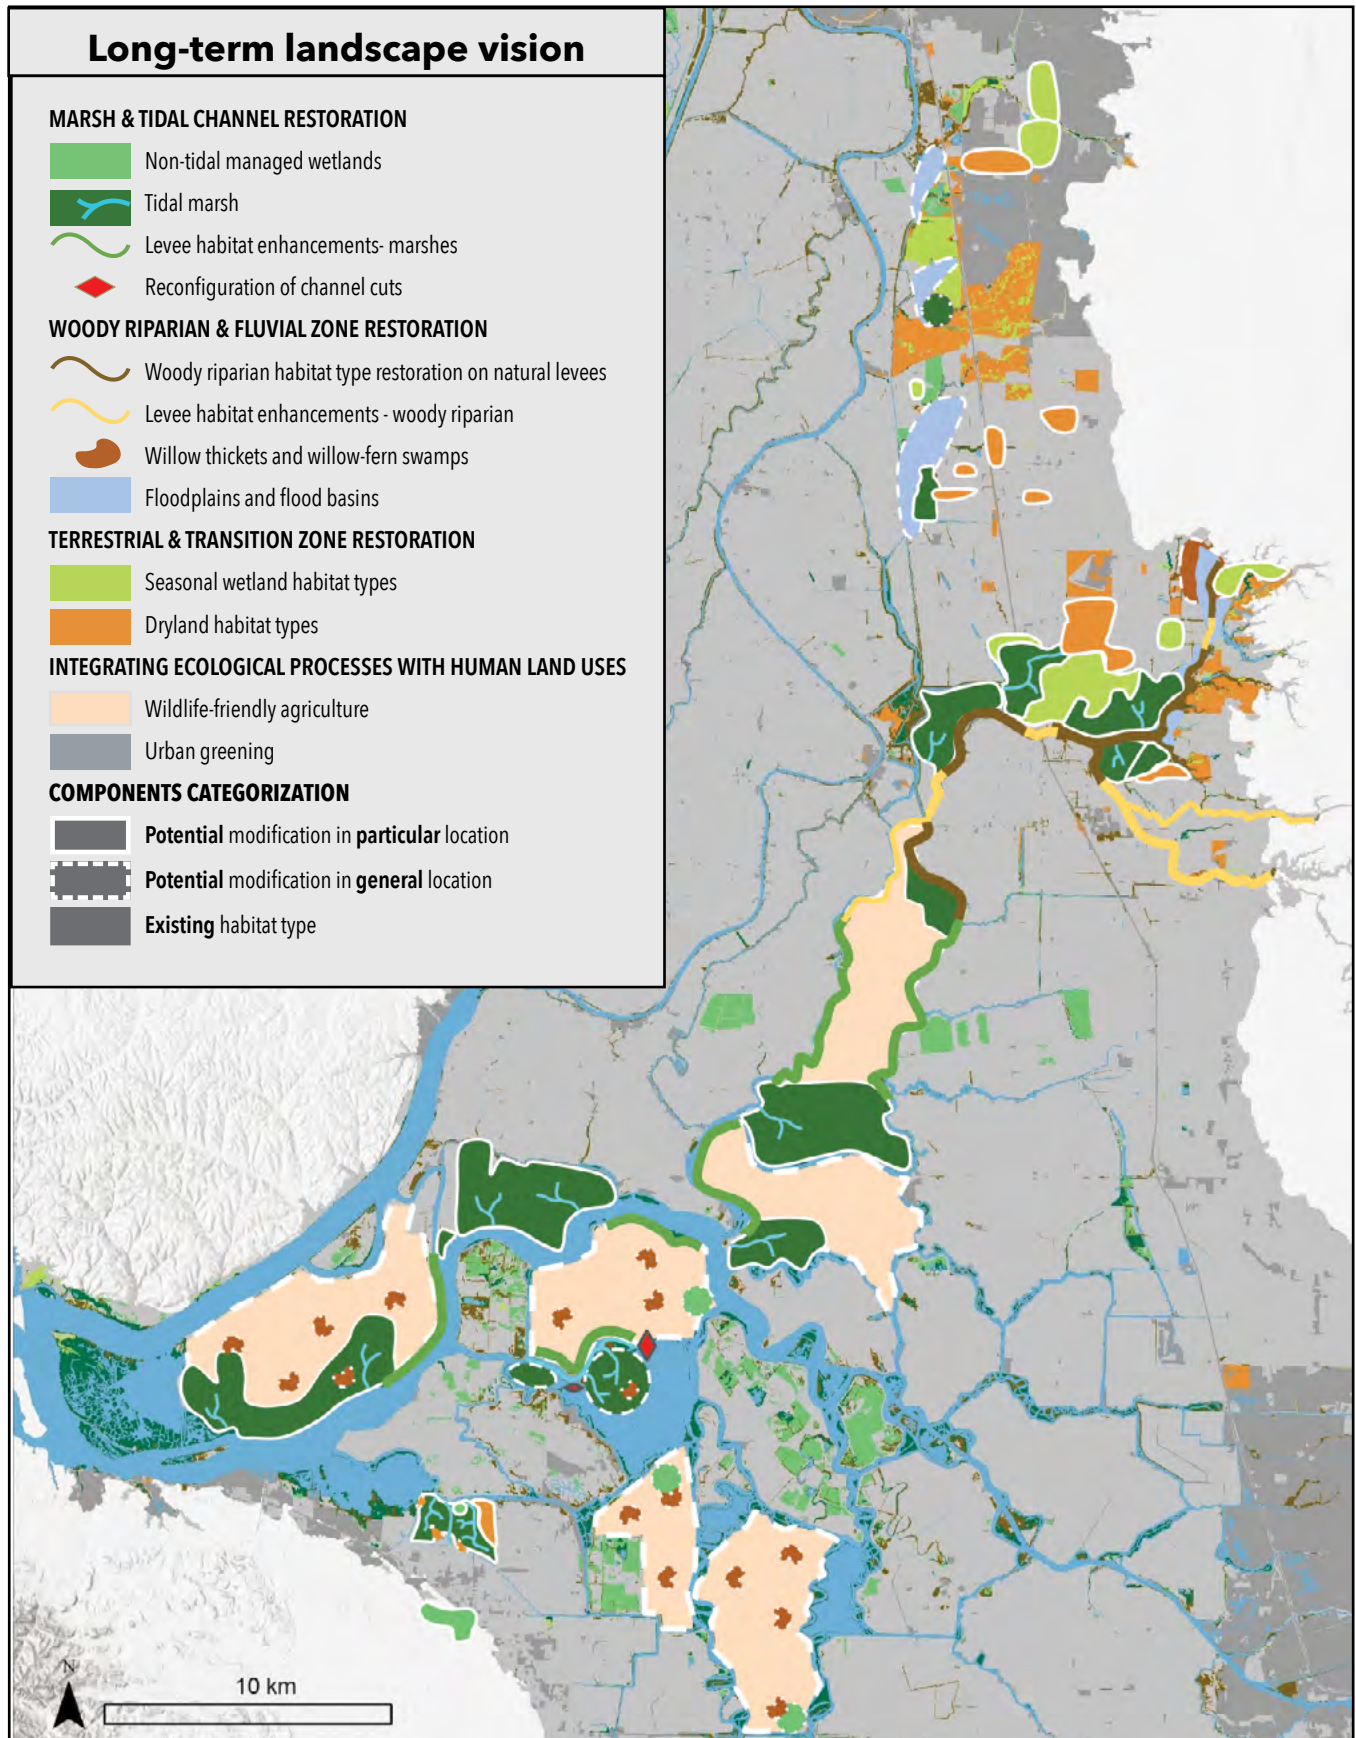 Long-term landscape vision
MARSH & TIDAL CHANNEL RESTORATION
Non-tidal managed wetlands
Tidal marsh
Levee habitat enhancements- marshes
Reconfiguration of channel cuts
WOODY RIPARIAN & FLUVIAL ZONE RESTORATION
Woody riparian habitat type restoration on natural levees
Levee habitat enhancements - woody riparian
Willow thickets and willow-fern swamps
Floodplains and flood basins
TERRESTRIAL & TRANSITION ZONE RESTORATION
Seasonal wetland habitat types
Dryland habitat types
INTEGRATING ECOLOGICAL PROCESSES WITH HUMAN LAND USES
Wildlife-friendly agriculture
Urban greening
COMPONENTS CATEGORIZATION
Potential modification in particular location
Potential modification in general location
Existing habitat type
N
10 km